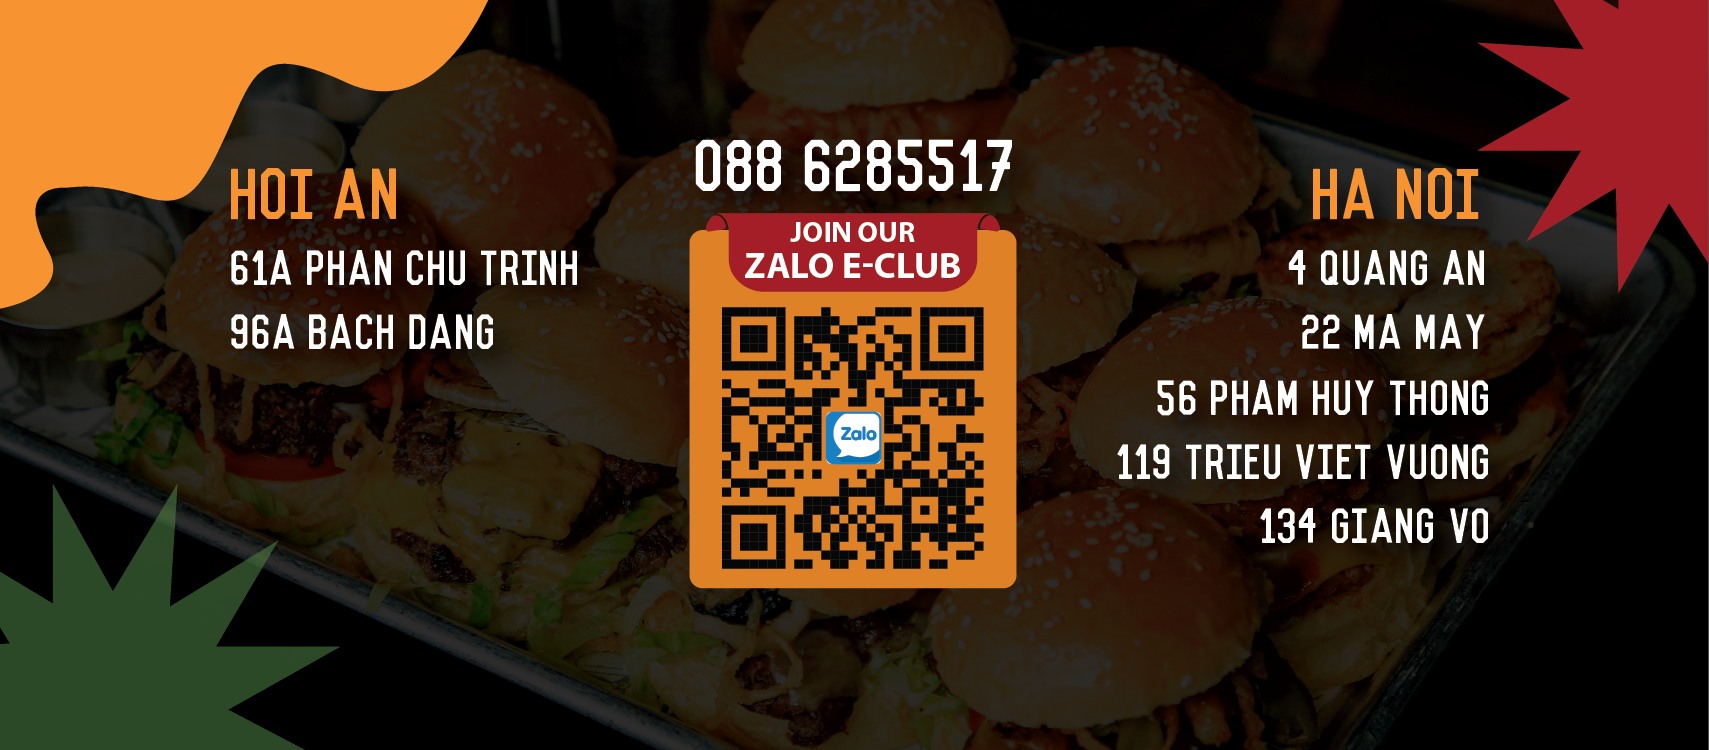 088 6285517
HOI AN
61A PHAN CHU TRINH
96A BACH DANG
JOIN OUR
ZALO E-CLUB
Zalo
HA NOI
4 QUANG AN
22 MA MAY
56 PHAM HUY THONG
119 TRIEU VIET VUONG
134 GIANG VO